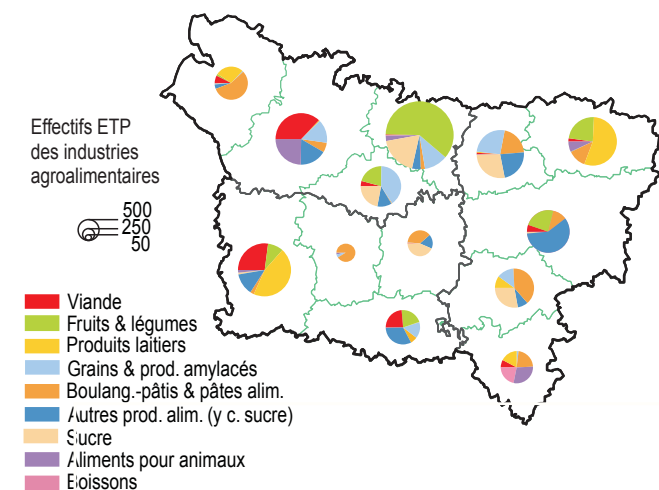 Effectifs ETP
des industries
agroalimentaires
500
250
50
Viande
Fruits & légumes
Produits laitiers
Grains & prod. amylacés
Boulang.-pâtis & pâtes alim.
Autres prod. alim. (y c. sucre)
Sucre
Aliments pour animaux
Boissons